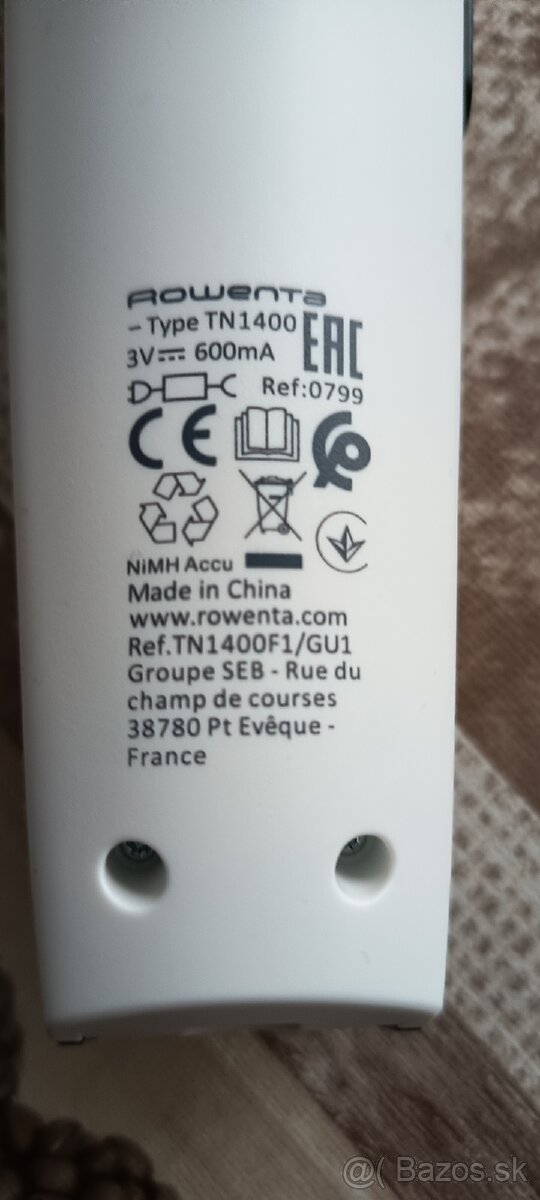 Rowenta
– Type TN1400
EAC
3V⎓ 600mA
Ref:0799
CE
NiMH Accu
Made in China
www.rowenta.com
Ref.TN1400F1/GU1
Groupe SEB - Rue du
champ de courses
38780 Pt Evêque -
France
@( Bazos.sk